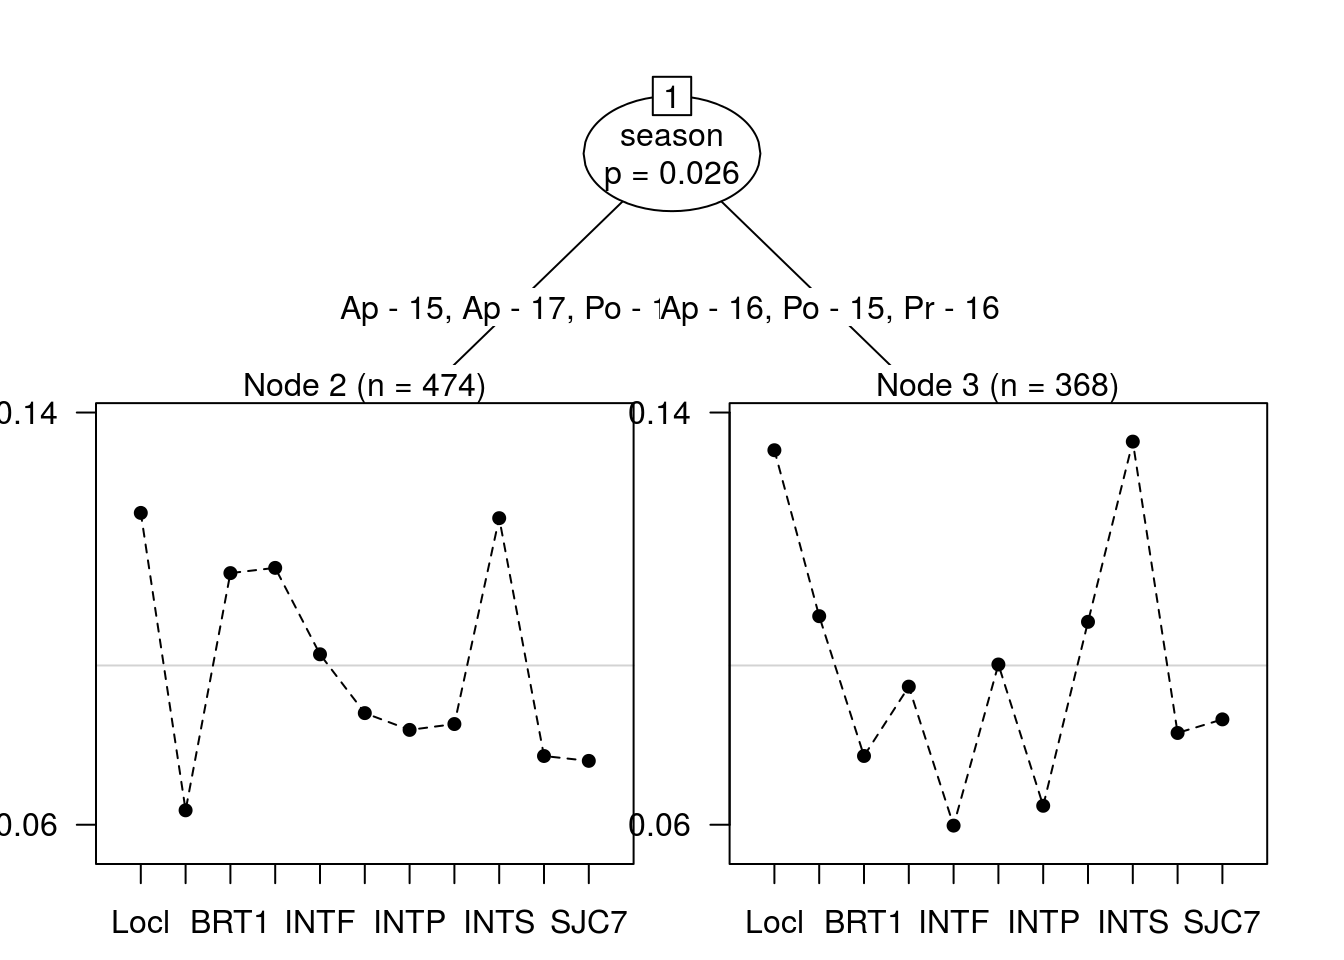 1
season
p = 0.026
Ap - 15, Ap - 17, Po - Ap - 16, Po - 15, Pr - 16
Node 2 (n = 474) Node 3 (n = 368)
0.14 0.14
0.06 0.06
Locl BRT1 INTF INTP INTS SJC7 Locl BRT1 INTF INTP INTS SJC7